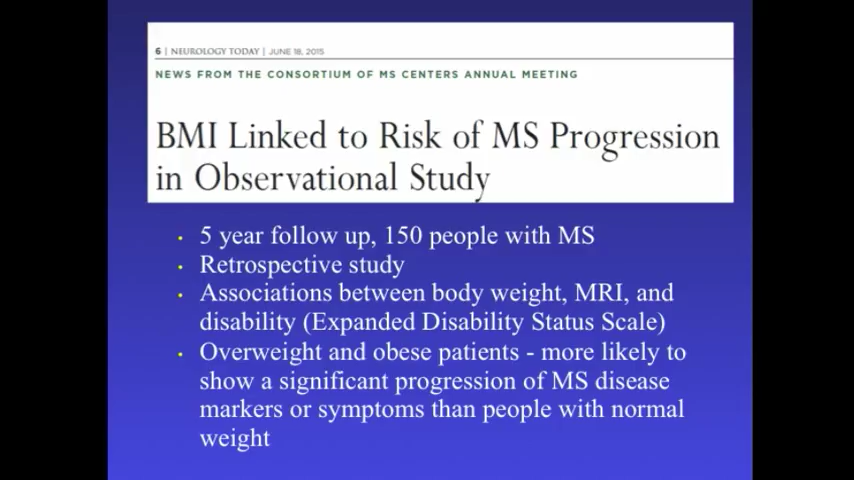 6 | NEUROLOGY TODAY | JUNE 18, 2015
NEWS FROM THE CONSORTIUM OF MS CENTERS ANNUAL MEETING
BMI Linked to Risk of MS Progression
in Observational Study
• 5 year follow up, 150 people with MS
• Retrospective study
• Associations between body weight, MRI, and
disability (Expanded Disability Status Scale)
• Overweight and obese patients - more likely to
show a significant progression of MS disease
markers or symptoms than people with normal
weight